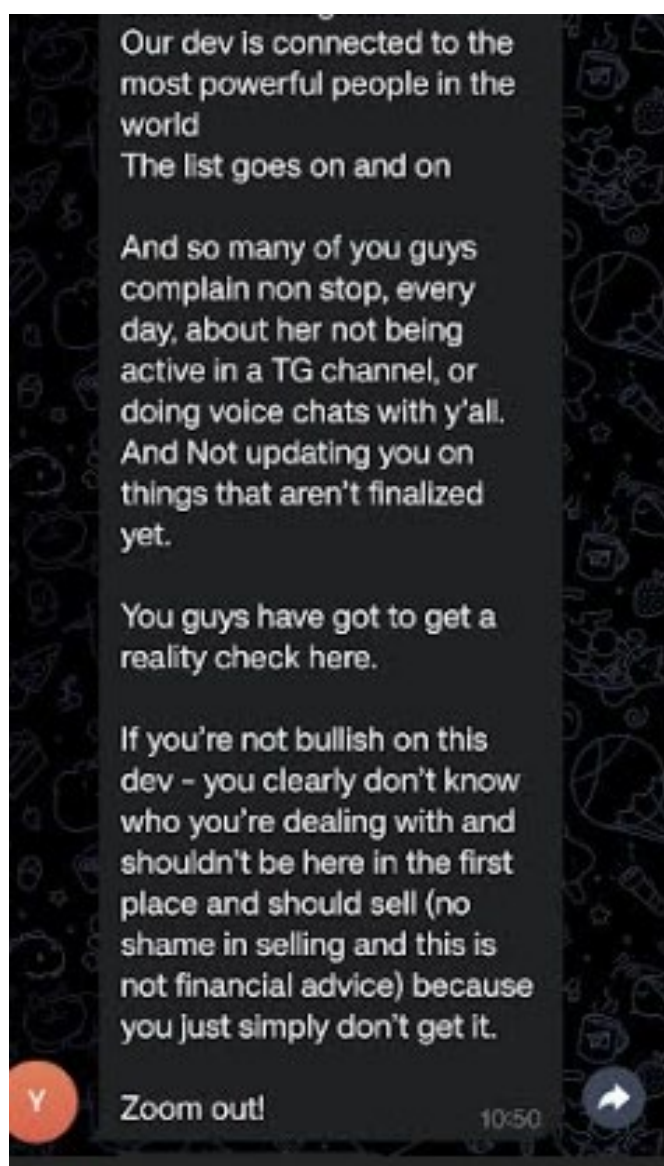 Our dev is connected to the
most powerful people in the
world
The list goes on and on
And so many of you guys
complain non stop, every
day, about her not being
active in a TG channel, or
doing voice chats with y'all.
And Not updating you on
things that aren't finalized
yet.
You guys have got to get a
reality check here.
If you're not bullish on this
dev - you clearly don't know
who you're dealing with and
shouldn't be here in the first
place and should sell (no
shame in selling and this is
not financial advice) because
you just simply don't get it.
Y
Zoom out!
10:50